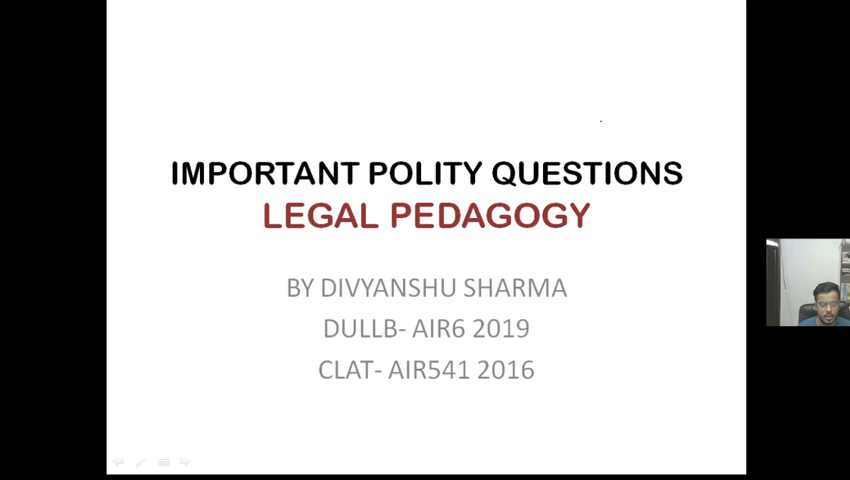 IMPORTANT POLITY QUESTIONS
LEGAL PEDAGOGY
BY DIVYANSHU SHARMA
DULLB- AIR6 2019
CLAT- AIR541 2016